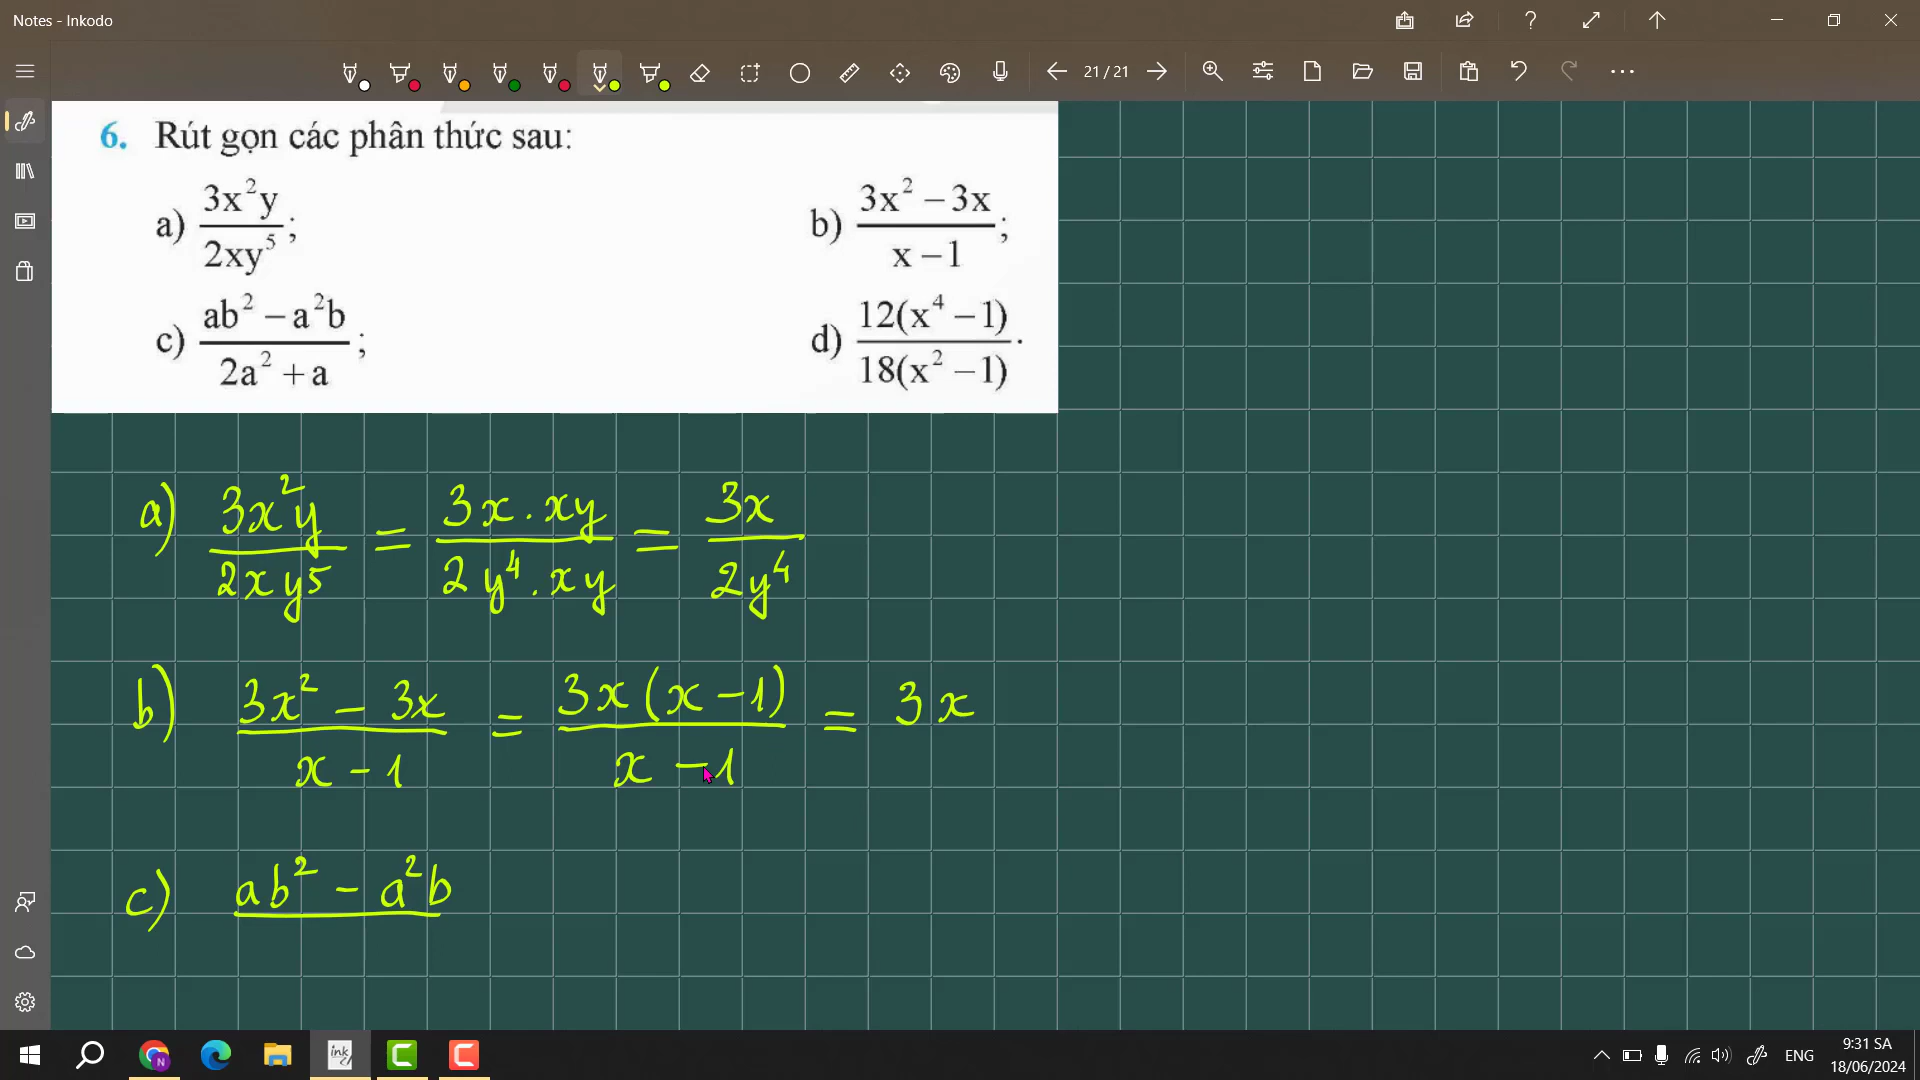 Notes - Inkodo
21 / 21
6. Rút gọn các phân thức sau:
a) 3x²y / 2xy⁵ ;
b) 3x² − 3x / x − 1 ;
c) ab² − a²b / 2a² + a ;
d) 12(x⁴ − 1) / 18(x² − 1) .
a) 3x²y / 2xy⁵ = 3x . xy / 2y⁴ . xy = 3x / 2y⁴
b) 3x² − 3x / x − 1 = 3x (x − 1) / x − 1 = 3x
c) ab² − a²b
N
ink
ENG
9:31 SA
18/06/2024